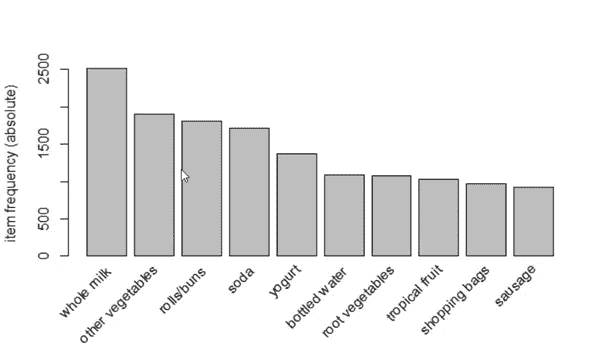 item frequency (absolute)
2500
1500
500
0
whole milk
other vegetables
rolls/buns
soda
yogurt
bottled water
root vegetables
tropical fruit
shopping bags
sausage